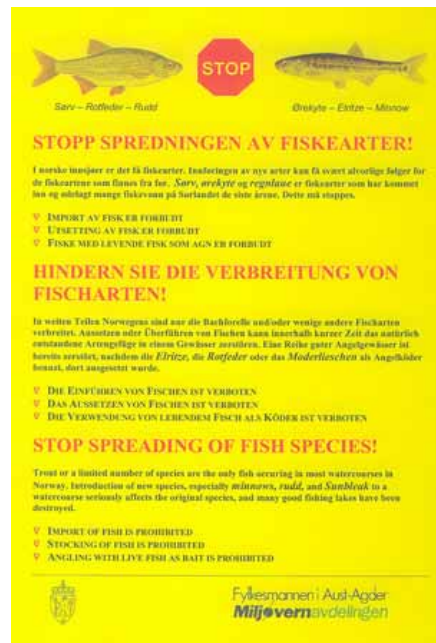 STOP
Sørv – Rotfeder – Rudd
Ørekyte – Elritze – Minnow
STOPP SPREDNINGEN AV FISKEARTER!
I norske innsjøer er det få fiskearter. Innføringen av nye arter kan få svært alvorlige følger for
de fiskeartene som finnes fra før. Sørv, ørekyte og regnlaue er fiskearter som har kommet
inn og ødelagt mange fiskevann på Sørlandet de siste årene. Dette må stoppes.
IMPORT AV FISK ER FORBUDT
UTSETTING AV FISK ER FORBUDT
FISKE MED LEVENDE FISK SOM AGN ER FORBUDT
HINDERN SIE DIE VERBREITUNG VON
FISCHARTEN!
In weiten Teilen Norwegens sind nur die Bachforelle und/oder wenige andere Fischarten
verbreitet. Aussetzen oder Überführen von Fischen kann innerhalb kurzer Zeit das natürlich
entstandene Artengefüge in einem Gewässer zerstören. Eine Reihe guter Angelgewässer ist
bereits zerstört, nachdem die Elritze, die Rotfeder oder das Moderlieschen als Angelköder
benutzt, dort ausgesetzt wurde.
DIE EINFÜHREN VON FISCHEN IST VERBOTEN
DAS AUSSETZEN VON FISCHEN IST VERBOTEN
DIE VERWENDUNG VON LEBENDEM FISCH ALS KÖDER IST VERBOTEN
STOP SPREADING OF FISH SPECIES!
Trout or a limited number of species are the only fish occuring in most watercourses in
Norway. Introduction of new species, especially minnows, rudd, and Sunbleak to a
watercourse seriously affects the original species, and many good fishing lakes have been
destroyed.
IMPORT OF FISH IS PROHIBITED
STOCKING OF FISH IS PROHIBITED
ANGLING WITH LIVE FISH AS BAIT IS PROHIBITED
Fylkesmannen i Aust-Agder
Miljøvernavdelingen